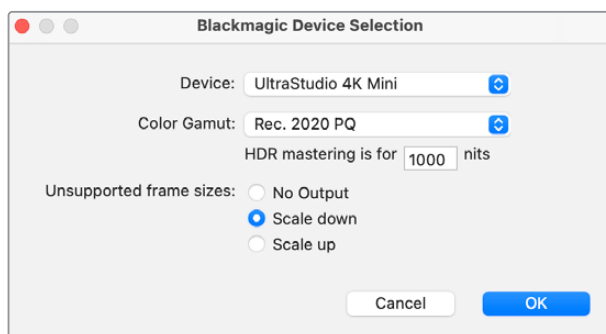 Blackmagic Device Selection
Device: UltraStudio 4K Mini
Color Gamut: Rec. 2020 PQ
HDR mastering is for 1000 nits
Unsupported frame sizes: No Output
Scale down
Scale up
Cancel OK